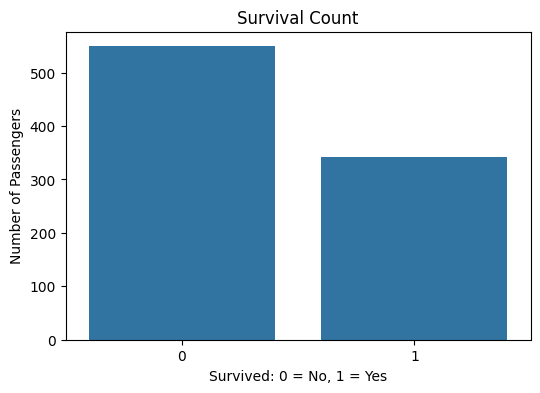 Survival Count
Number of Passengers
500
400
300
200
100
0
0 1
Survived: 0 = No, 1 = Yes